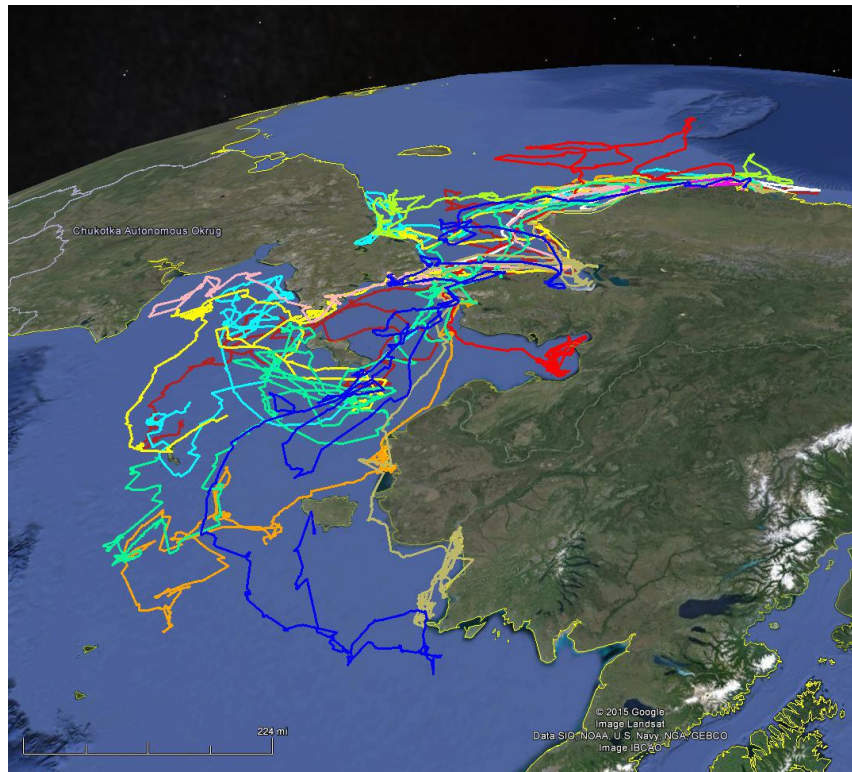 Chukotka Autonomous Okrug
© 2015 Google
Image Landsat
Data SIO, NOAA, U.S. Navy, NGA, GEBCO
Image IBCAO
224 mi